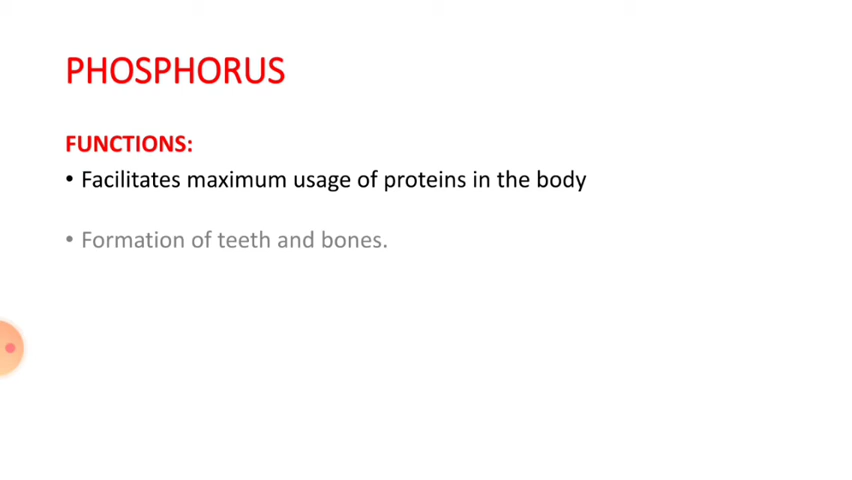 PHOSPHORUS
FUNCTIONS:
• Facilitates maximum usage of proteins in the body
• Formation of teeth and bones.